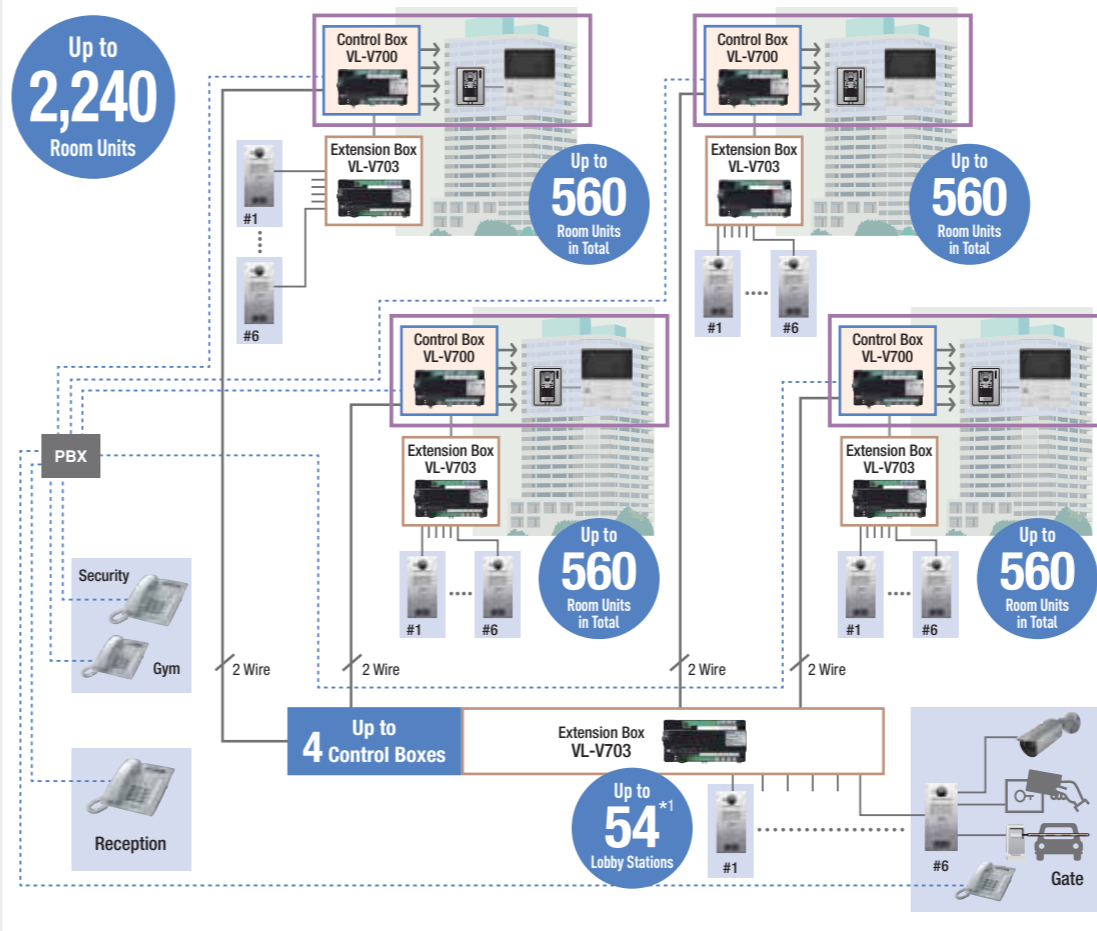 Up to
2,240
Room Units
Control Box
VL-V700
Extension Box
VL-V703
#1
#6
Up to
560
Room Units
in Total
Control Box
VL-V700
Extension Box
VL-V703
#1
#6
Up to
560
Room Units
in Total
Control Box
VL-V700
Extension Box
VL-V703
#1
#6
Up to
560
Room Units
in Total
Control Box
VL-V700
Extension Box
VL-V703
#1
#6
Up to
560
Room Units
in Total
PBX
Security
Gym
Reception
2 Wire
2 Wire
2 Wire
2 Wire
Up to
4 Control Boxes
Extension Box
VL-V703
Up to
54*1
Lobby Stations
#1
#6
Gate